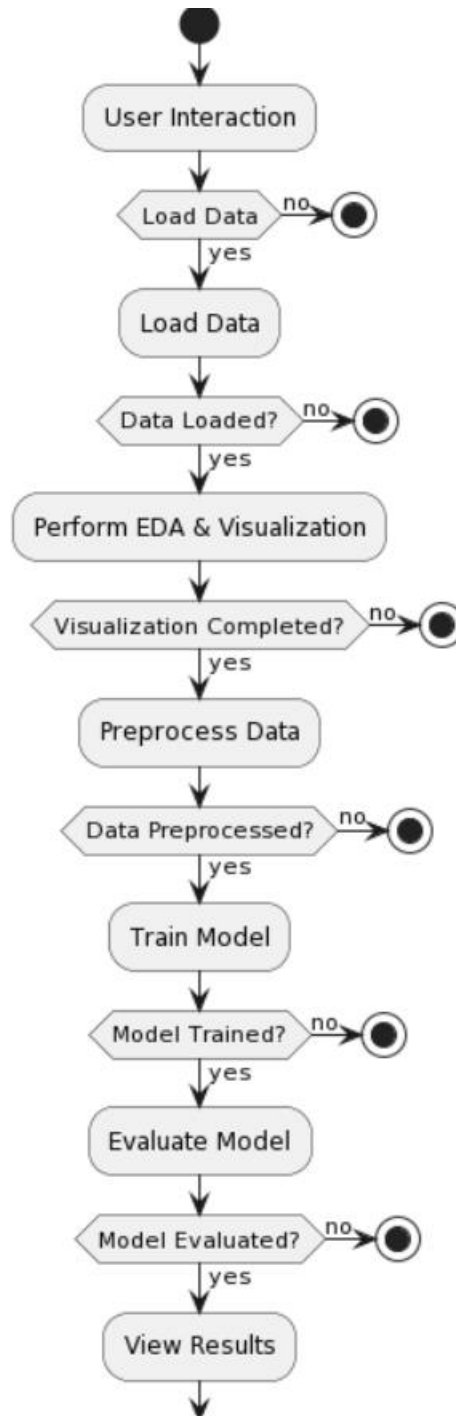 User Interaction
Load Data
no
yes
Load Data
Data Loaded?
no
yes
Perform EDA & Visualization
Visualization Completed?
no
yes
Preprocess Data
Data Preprocessed?
no
yes
Train Model
Model Trained?
no
yes
Evaluate Model
Model Evaluated?
no
yes
View Results